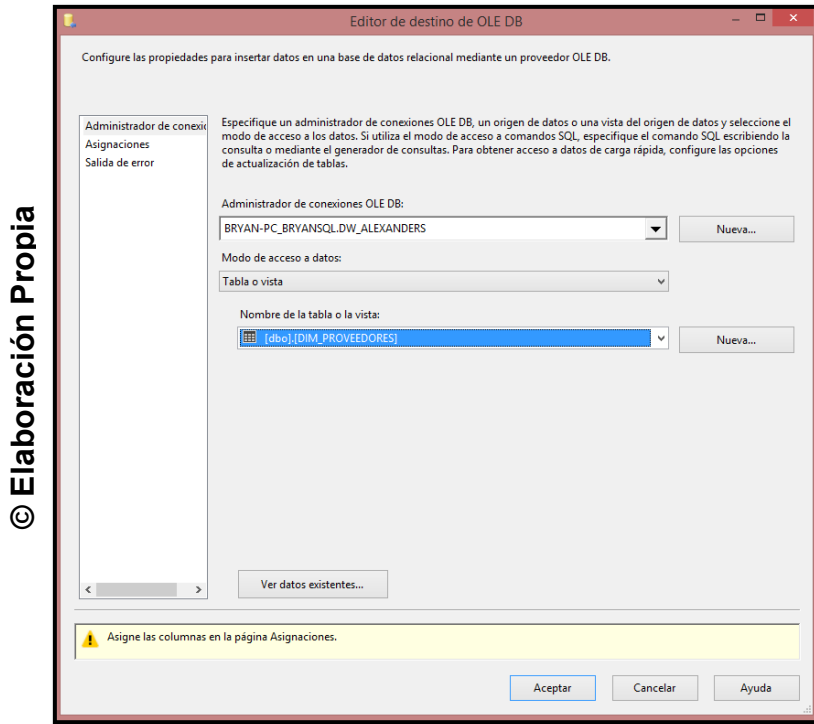 Editor de destino de OLE DB
Configure las propiedades para insertar datos en una base de datos relacional mediante un proveedor OLE DB.
Administrador de conexic
Asignaciones
Salida de error
Especifique un administrador de conexiones OLE DB, un origen de datos o una vista del origen de datos y seleccione el
modo de acceso a los datos. Si utiliza el modo de acceso a comandos SQL, especifique el comando SQL escribiendo la
consulta o mediante el generador de consultas. Para obtener acceso a datos de carga rápida, configure las opciones
de actualización de tablas.
Administrador de conexiones OLE DB:
BRYAN-PC_BRYANSQL.DW_ALEXANDERS
Nueva...
Modo de acceso a datos:
Tabla o vista
Nombre de la tabla o la vista:
[dbo].[DIM_PROVEEDORES]
Nueva...
Ver datos existentes...
Asigne las columnas en la página Asignaciones.
Aceptar
Cancelar
Ayuda
© Elaboración Propia